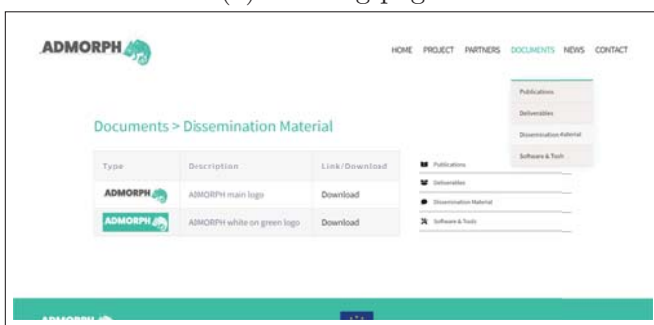 ADMORPH
HOME PROJECT PARTNERS DOCUMENTS NEWS CONTACT
Publications
Deliverables
Dissemination Material
Software & Tools
Documents > Dissemination Material
Type Description Link/Download
ADMORPH ADMORPH main logo Download
ADMORPH ADMORPH white on green logo Download
Publications
Deliverables
Dissemination Material
Software & Tools
ADMORPH